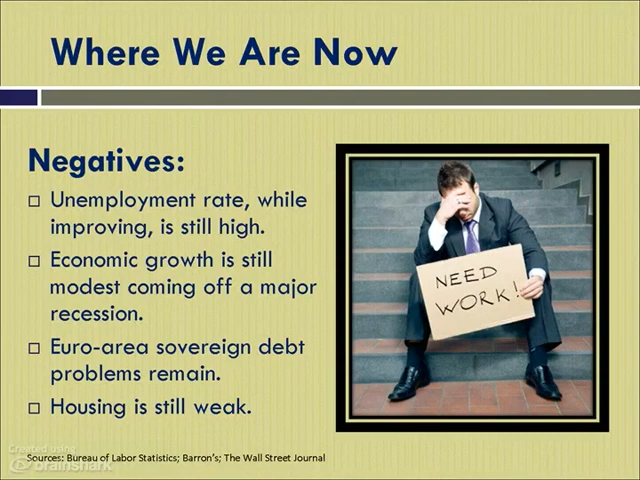 Where We Are Now
Negatives:
Unemployment rate, while
improving, is still high.
Economic growth is still
modest coming off a major
recession.
Euro-area sovereign debt
problems remain.
Housing is still weak.
NEED
WORK!
Created using
brainshark
Sources: Bureau of Labor Statistics; Barron's; The Wall Street Journal